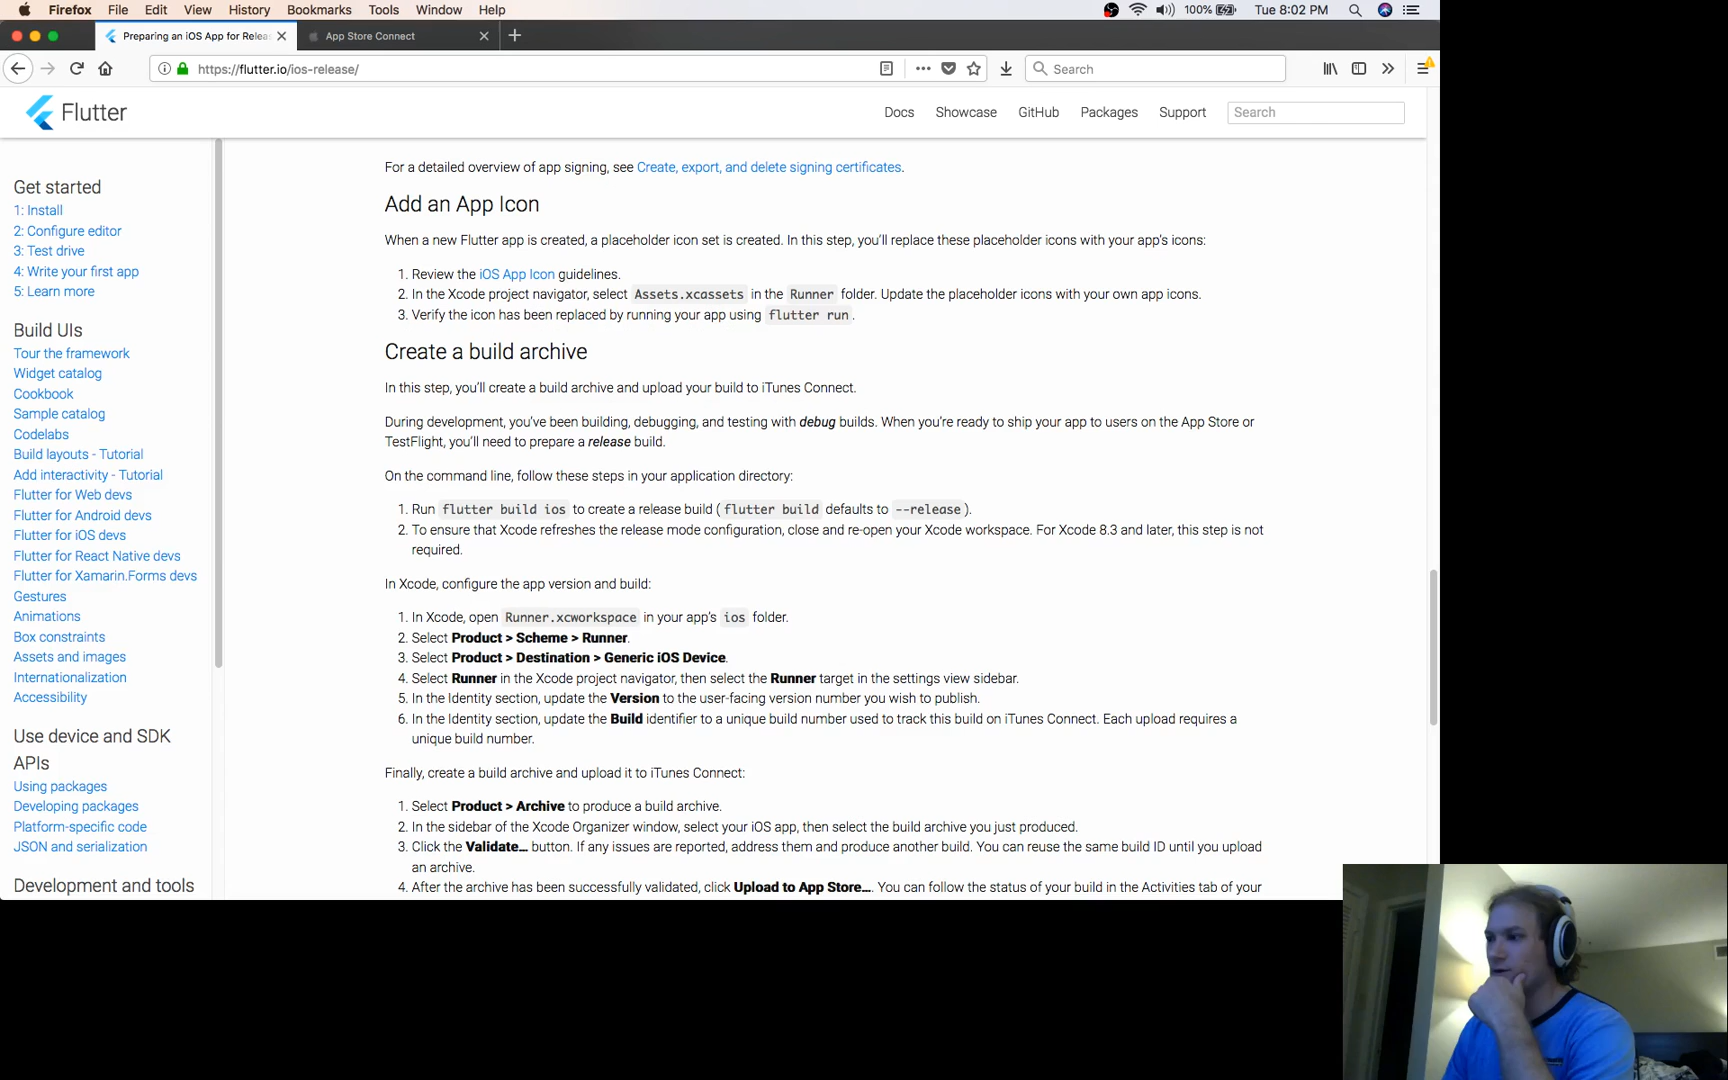 Firefox File Edit View History Bookmarks Tools Window Help 100% Tue 8:02 PM
Preparing an iOS App for Relea App Store Connect
https://flutter.io/ios-release/ Search
Flutter Docs Showcase GitHub Packages Support Search
Get started
1: Install
2: Configure editor
3: Test drive
4: Write your first app
5: Learn more
Build UIs
Tour the framework
Widget catalog
Cookbook
Sample catalog
Codelabs
Build layouts - Tutorial
Add interactivity - Tutorial
Flutter for Web devs
Flutter for Android devs
Flutter for iOS devs
Flutter for React Native devs
Flutter for Xamarin.Forms devs
Gestures
Animations
Box constraints
Assets and images
Internationalization
Accessibility
Use device and SDK
APIs
Using packages
Developing packages
Platform-specific code
JSON and serialization
Development and tools
For a detailed overview of app signing, see Create, export, and delete signing certificates.
Add an App Icon
When a new Flutter app is created, a placeholder icon set is created. In this step, you'll replace these placeholder icons with your app's icons:
1. Review the iOS App Icon guidelines.
2. In the Xcode project navigator, select Assets.xcassets in the Runner folder. Update the placeholder icons with your own app icons.
3. Verify the icon has been replaced by running your app using flutter run.
Create a build archive
In this step, you'll create a build archive and upload your build to iTunes Connect.
During development, you've been building, debugging, and testing with debug builds. When you're ready to ship your app to users on the App Store or
TestFlight, you'll need to prepare a release build.
On the command line, follow these steps in your application directory:
1. Run flutter build ios to create a release build (flutter build defaults to --release).
2. To ensure that Xcode refreshes the release mode configuration, close and re-open your Xcode workspace. For Xcode 8.3 and later, this step is not
required.
In Xcode, configure the app version and build:
1. In Xcode, open Runner.xcworkspace in your app's ios folder.
2. Select Product > Scheme > Runner.
3. Select Product > Destination > Generic iOS Device.
4. Select Runner in the Xcode project navigator, then select the Runner target in the settings view sidebar.
5. In the Identity section, update the Version to the user-facing version number you wish to publish.
6. In the Identity section, update the Build identifier to a unique build number used to track this build on iTunes Connect. Each upload requires a
unique build number.
Finally, create a build archive and upload it to iTunes Connect:
1. Select Product > Archive to produce a build archive.
2. In the sidebar of the Xcode Organizer window, select your iOS app, then select the build archive you just produced.
3. Click the Validate... button. If any issues are reported, address them and produce another build. You can reuse the same build ID until you upload
an archive.
4. After the archive has been successfully validated, click Upload to App Store.... You can follow the status of your build in the Activities tab of your